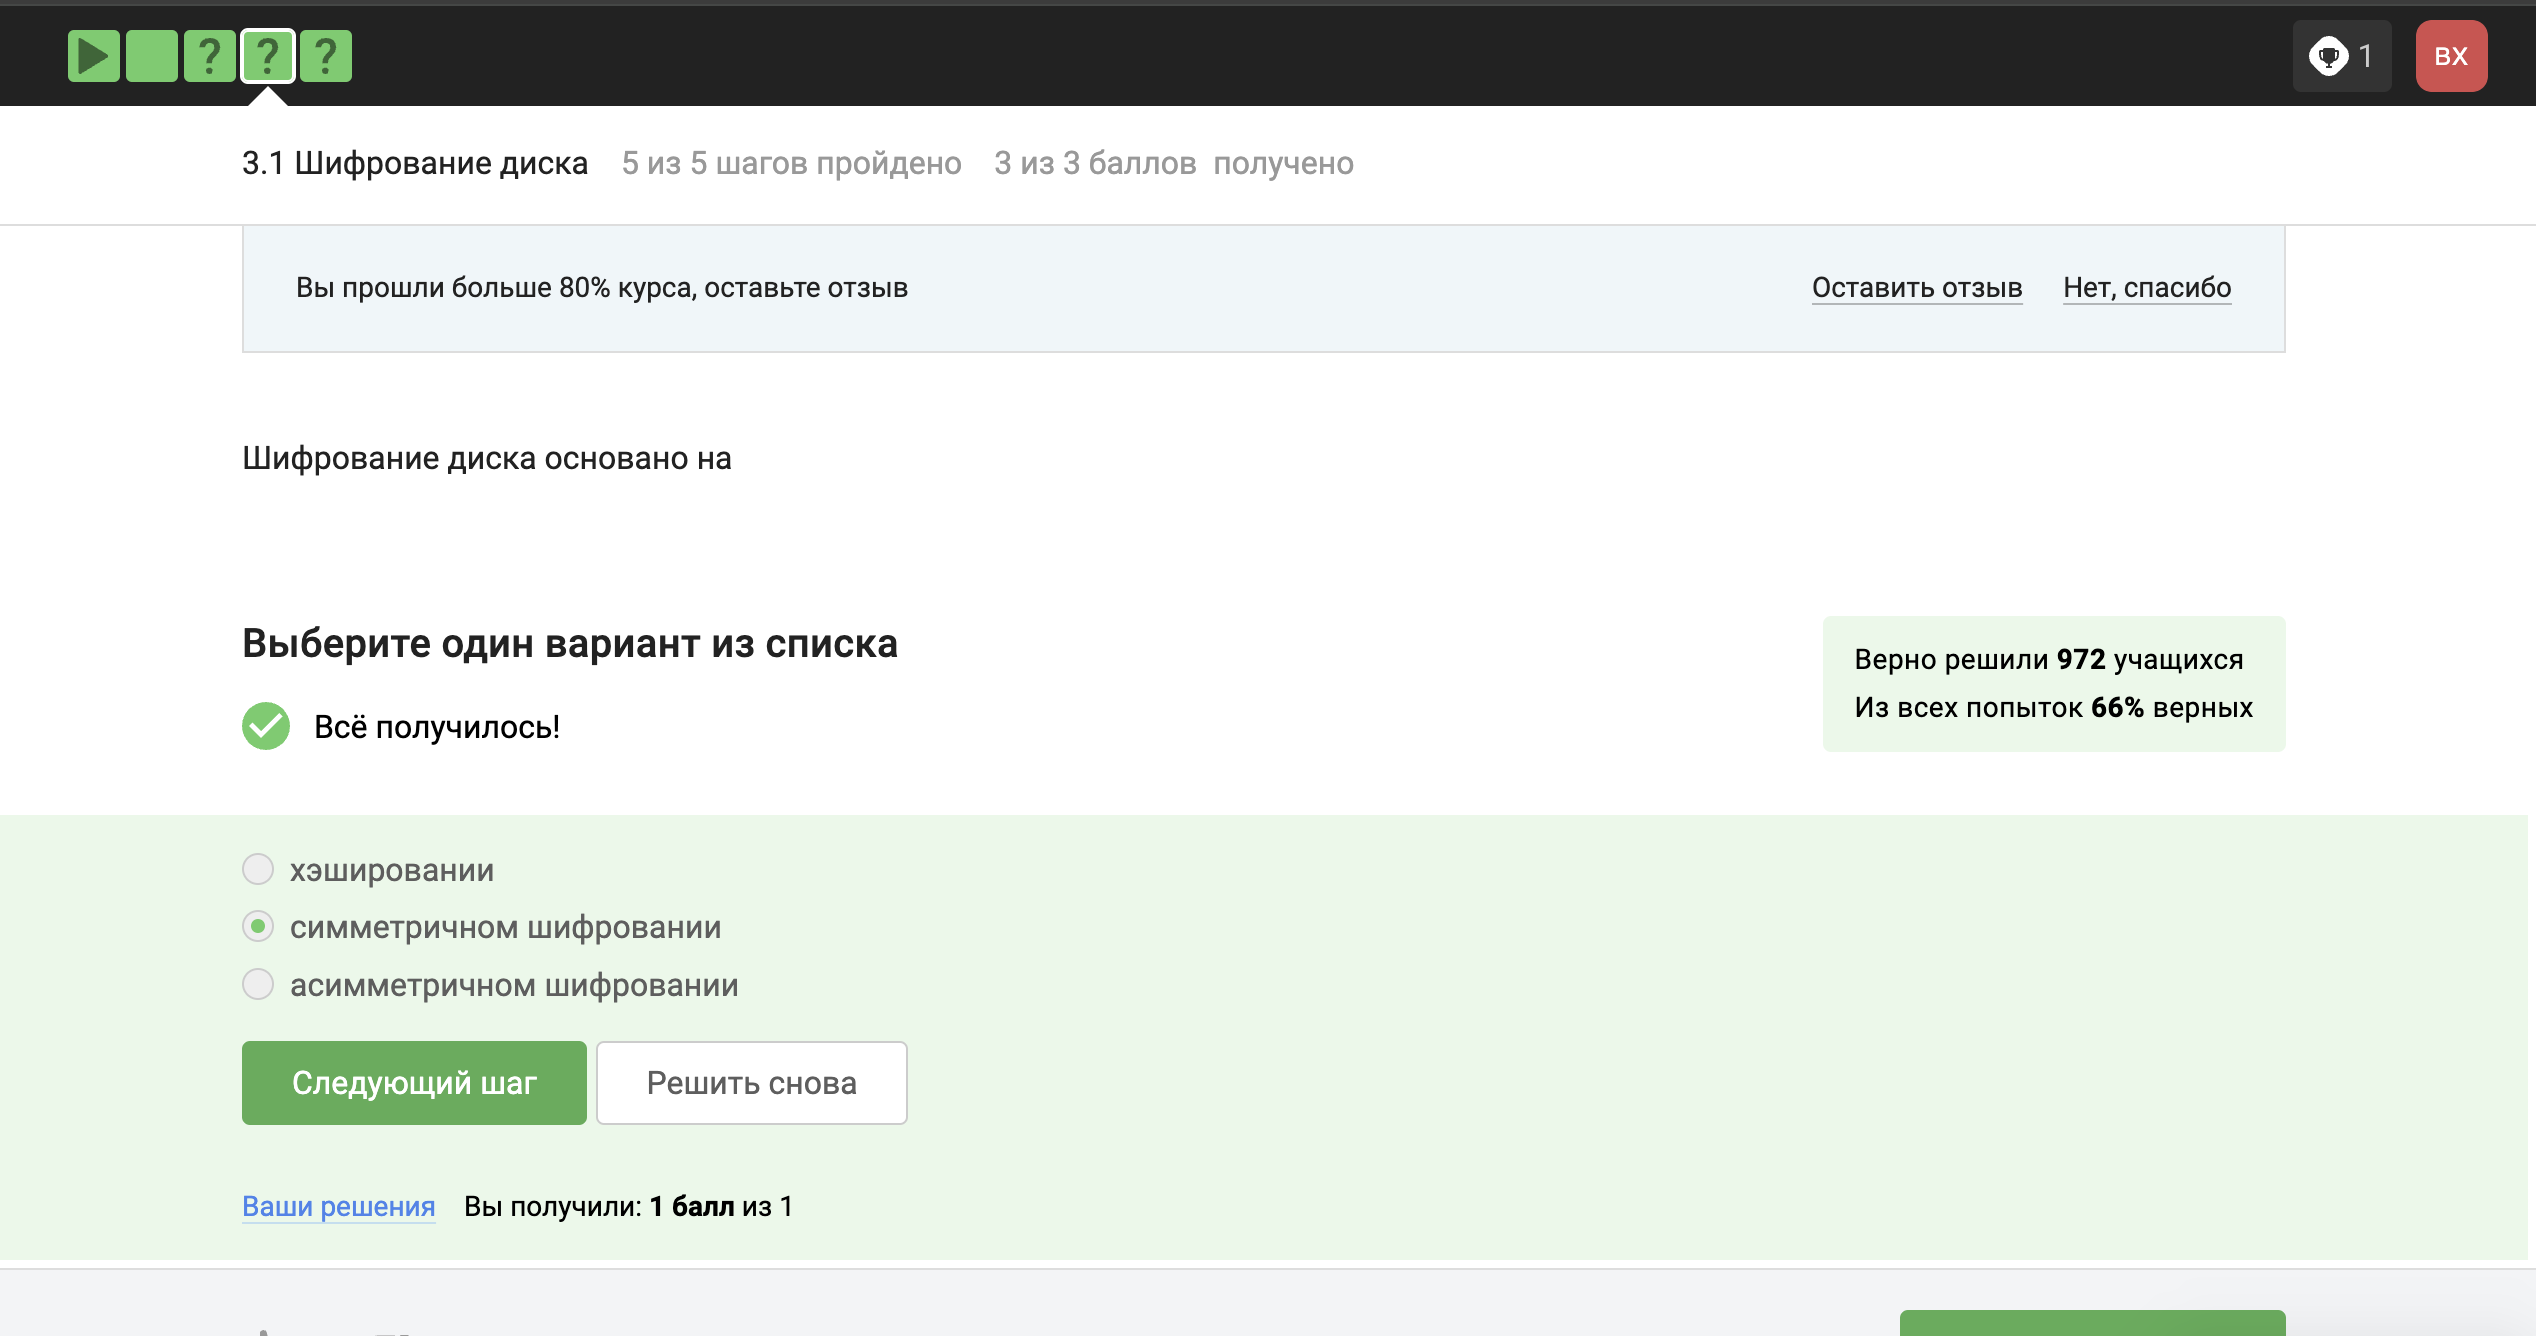 ? ? ?
1
ВХ
3.1 Шифрование диска 5 из 5 шагов пройдено 3 из 3 баллов получено
Вы прошли больше 80% курса, оставьте отзыв Оставить отзыв Нет, спасибо
Шифрование диска основано на
Выберите один вариант из списка
Всё получилось!
Верно решили 972 учащихся
Из всех попыток 66% верных
хэшировании
симметричном шифровании
асимметричном шифровании
Следующий шаг Решить снова
Ваши решения Вы получили: 1 балл из 1